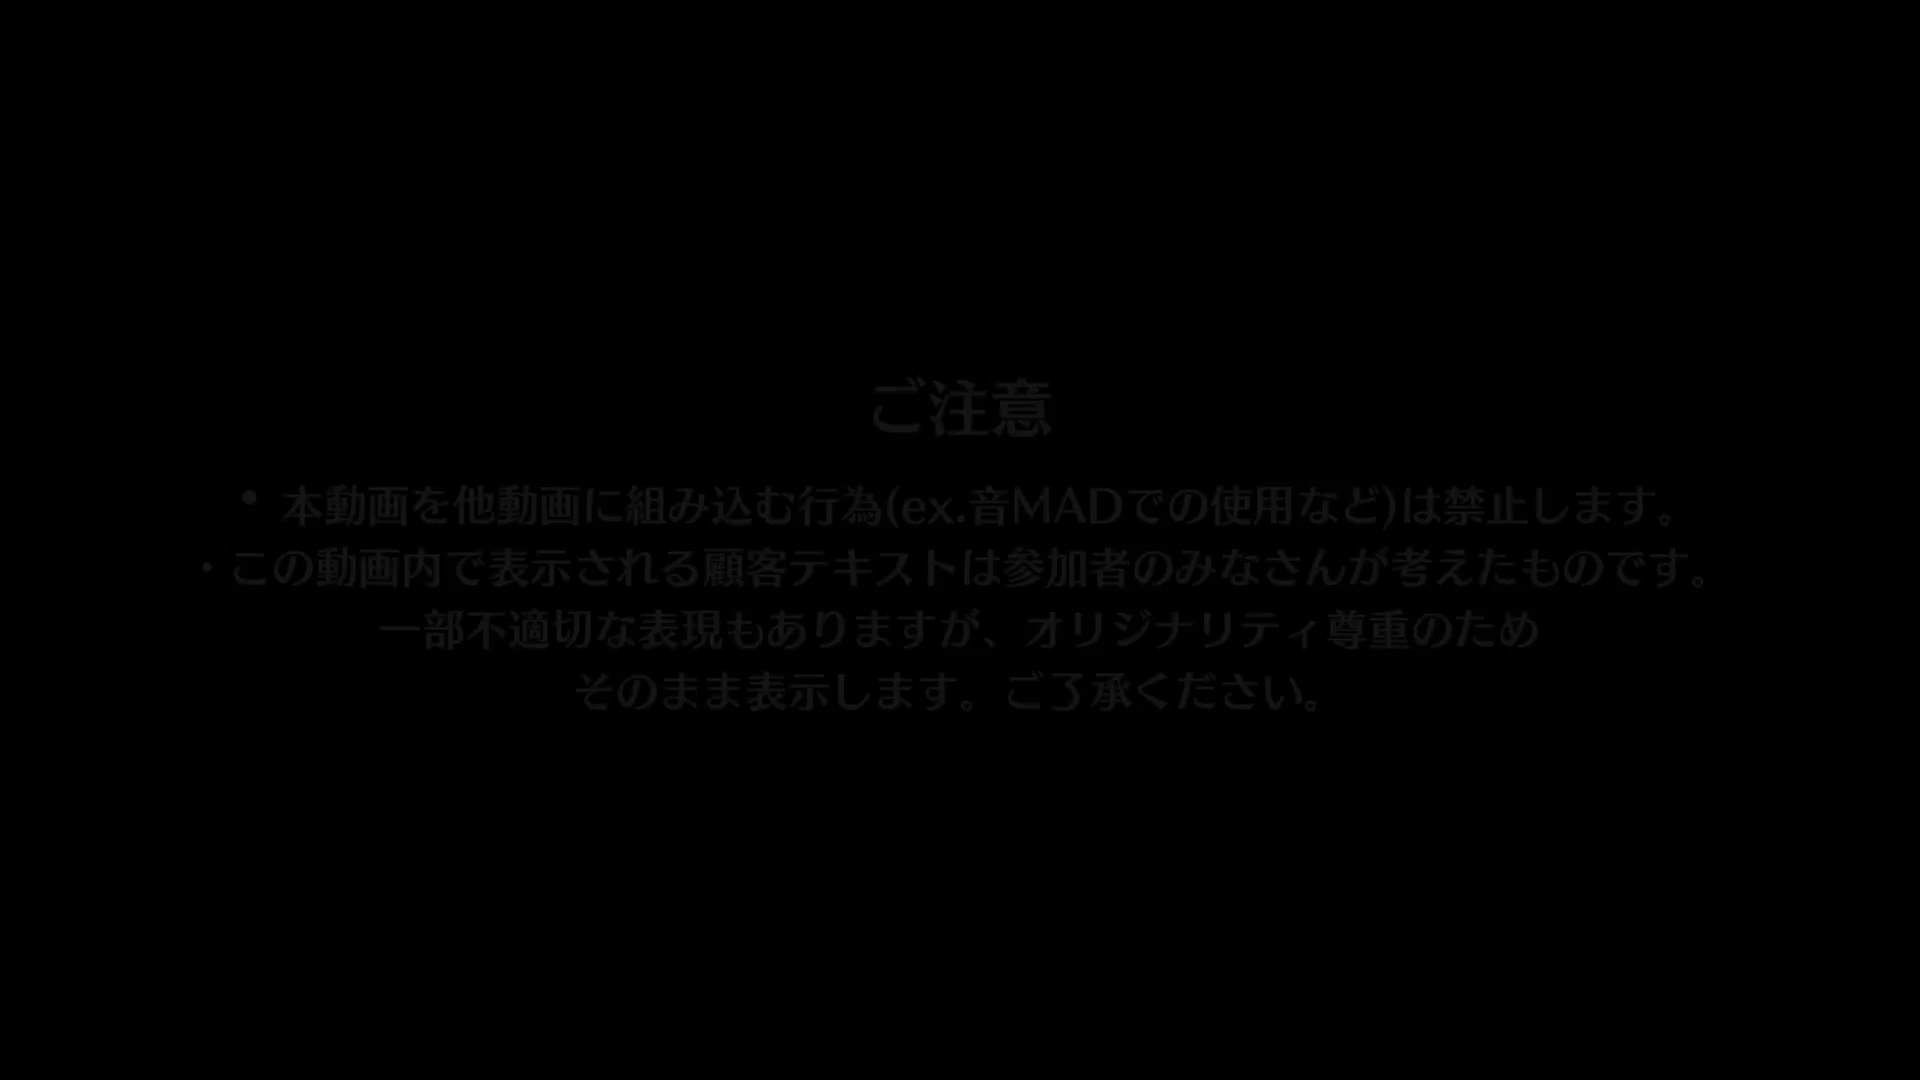 ご注意
• 本動画を他動画に組み込む行為(ex.音MADでの使用など)は禁止します。
・この動画内で表示される顧客テキストは参加者のみなさんが考えたものです。
一部不適切な表現もありますが、オリジナリティ尊重のため
そのまま表示します。ご了承ください。